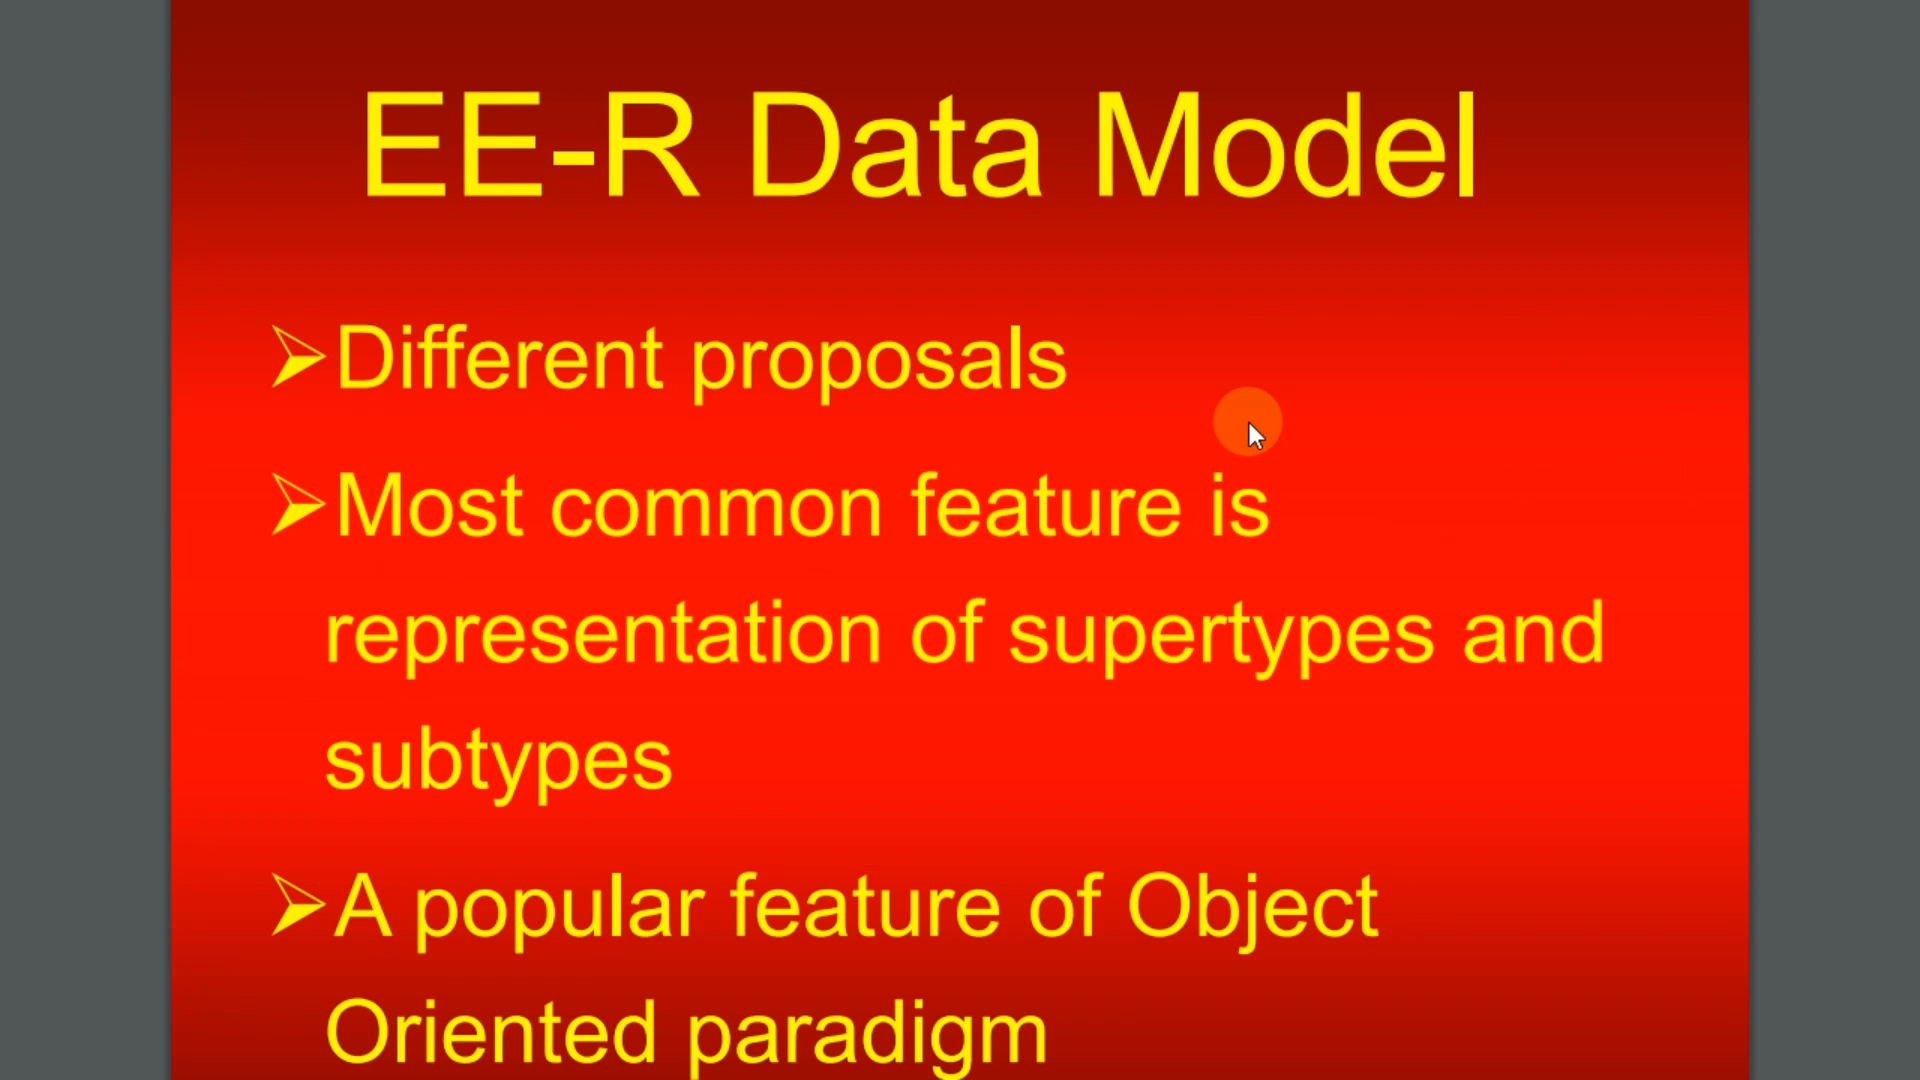 EE-R Data Model
➢Different proposals
➢Most common feature is
representation of supertypes and
subtypes
➢A popular feature of Object
Oriented paradigm